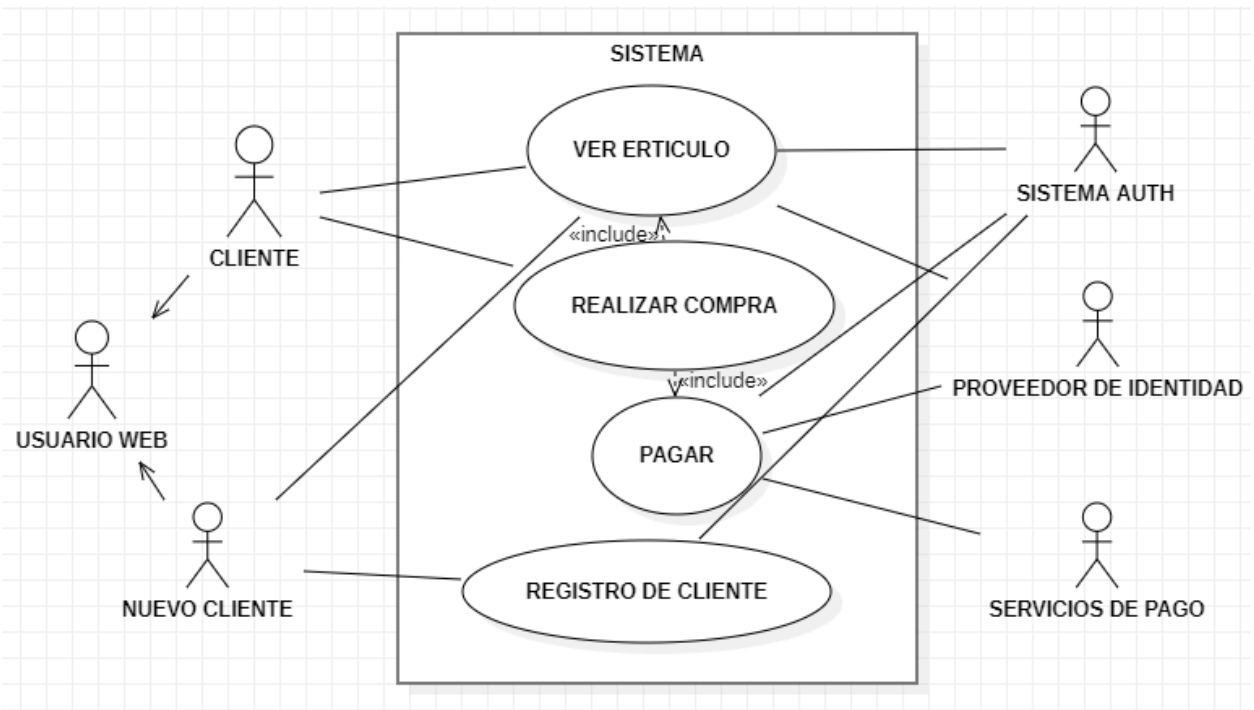 SISTEMA
VER ERTICULO
SISTEMA AUTH
«include»
CLIENTE
REALIZAR COMPRA
«include»
PROVEEDOR DE IDENTIDAD
USUARIO WEB
PAGAR
REGISTRO DE CLIENTE
NUEVO CLIENTE
SERVICIOS DE PAGO